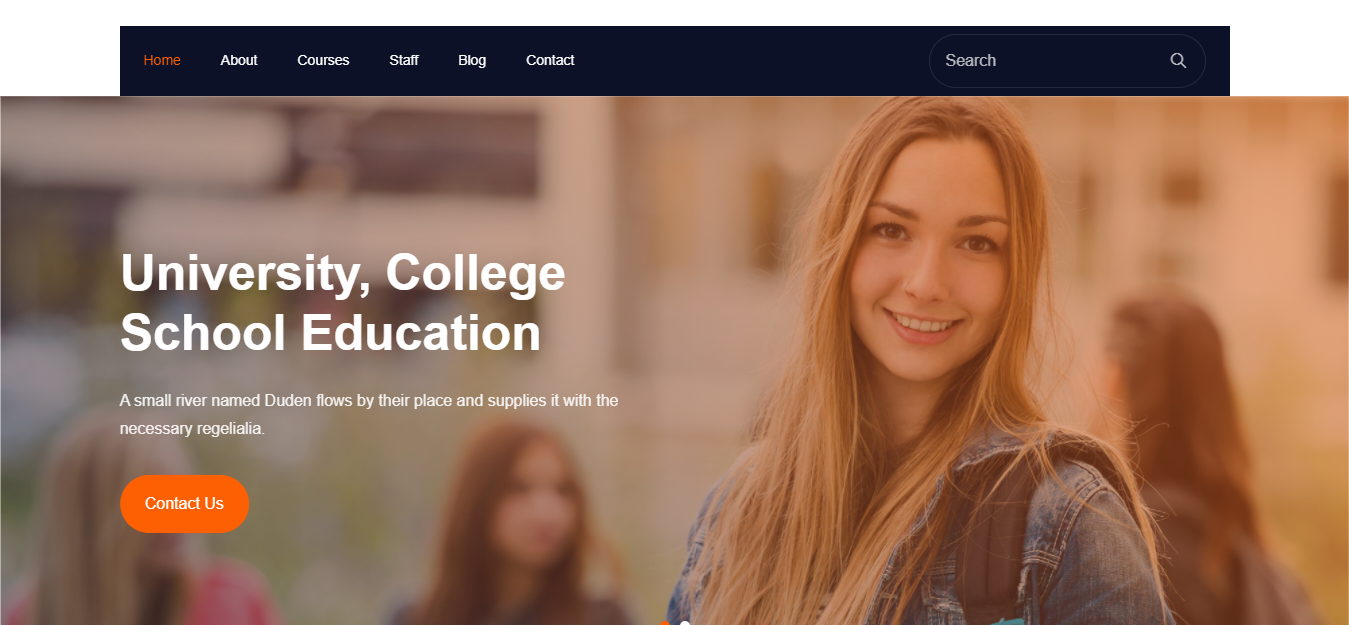 Home About Courses Staff Blog Contact Search
University, College
School Education
A small river named Duden flows by their place and supplies it with the
necessary regelialia.
Contact Us